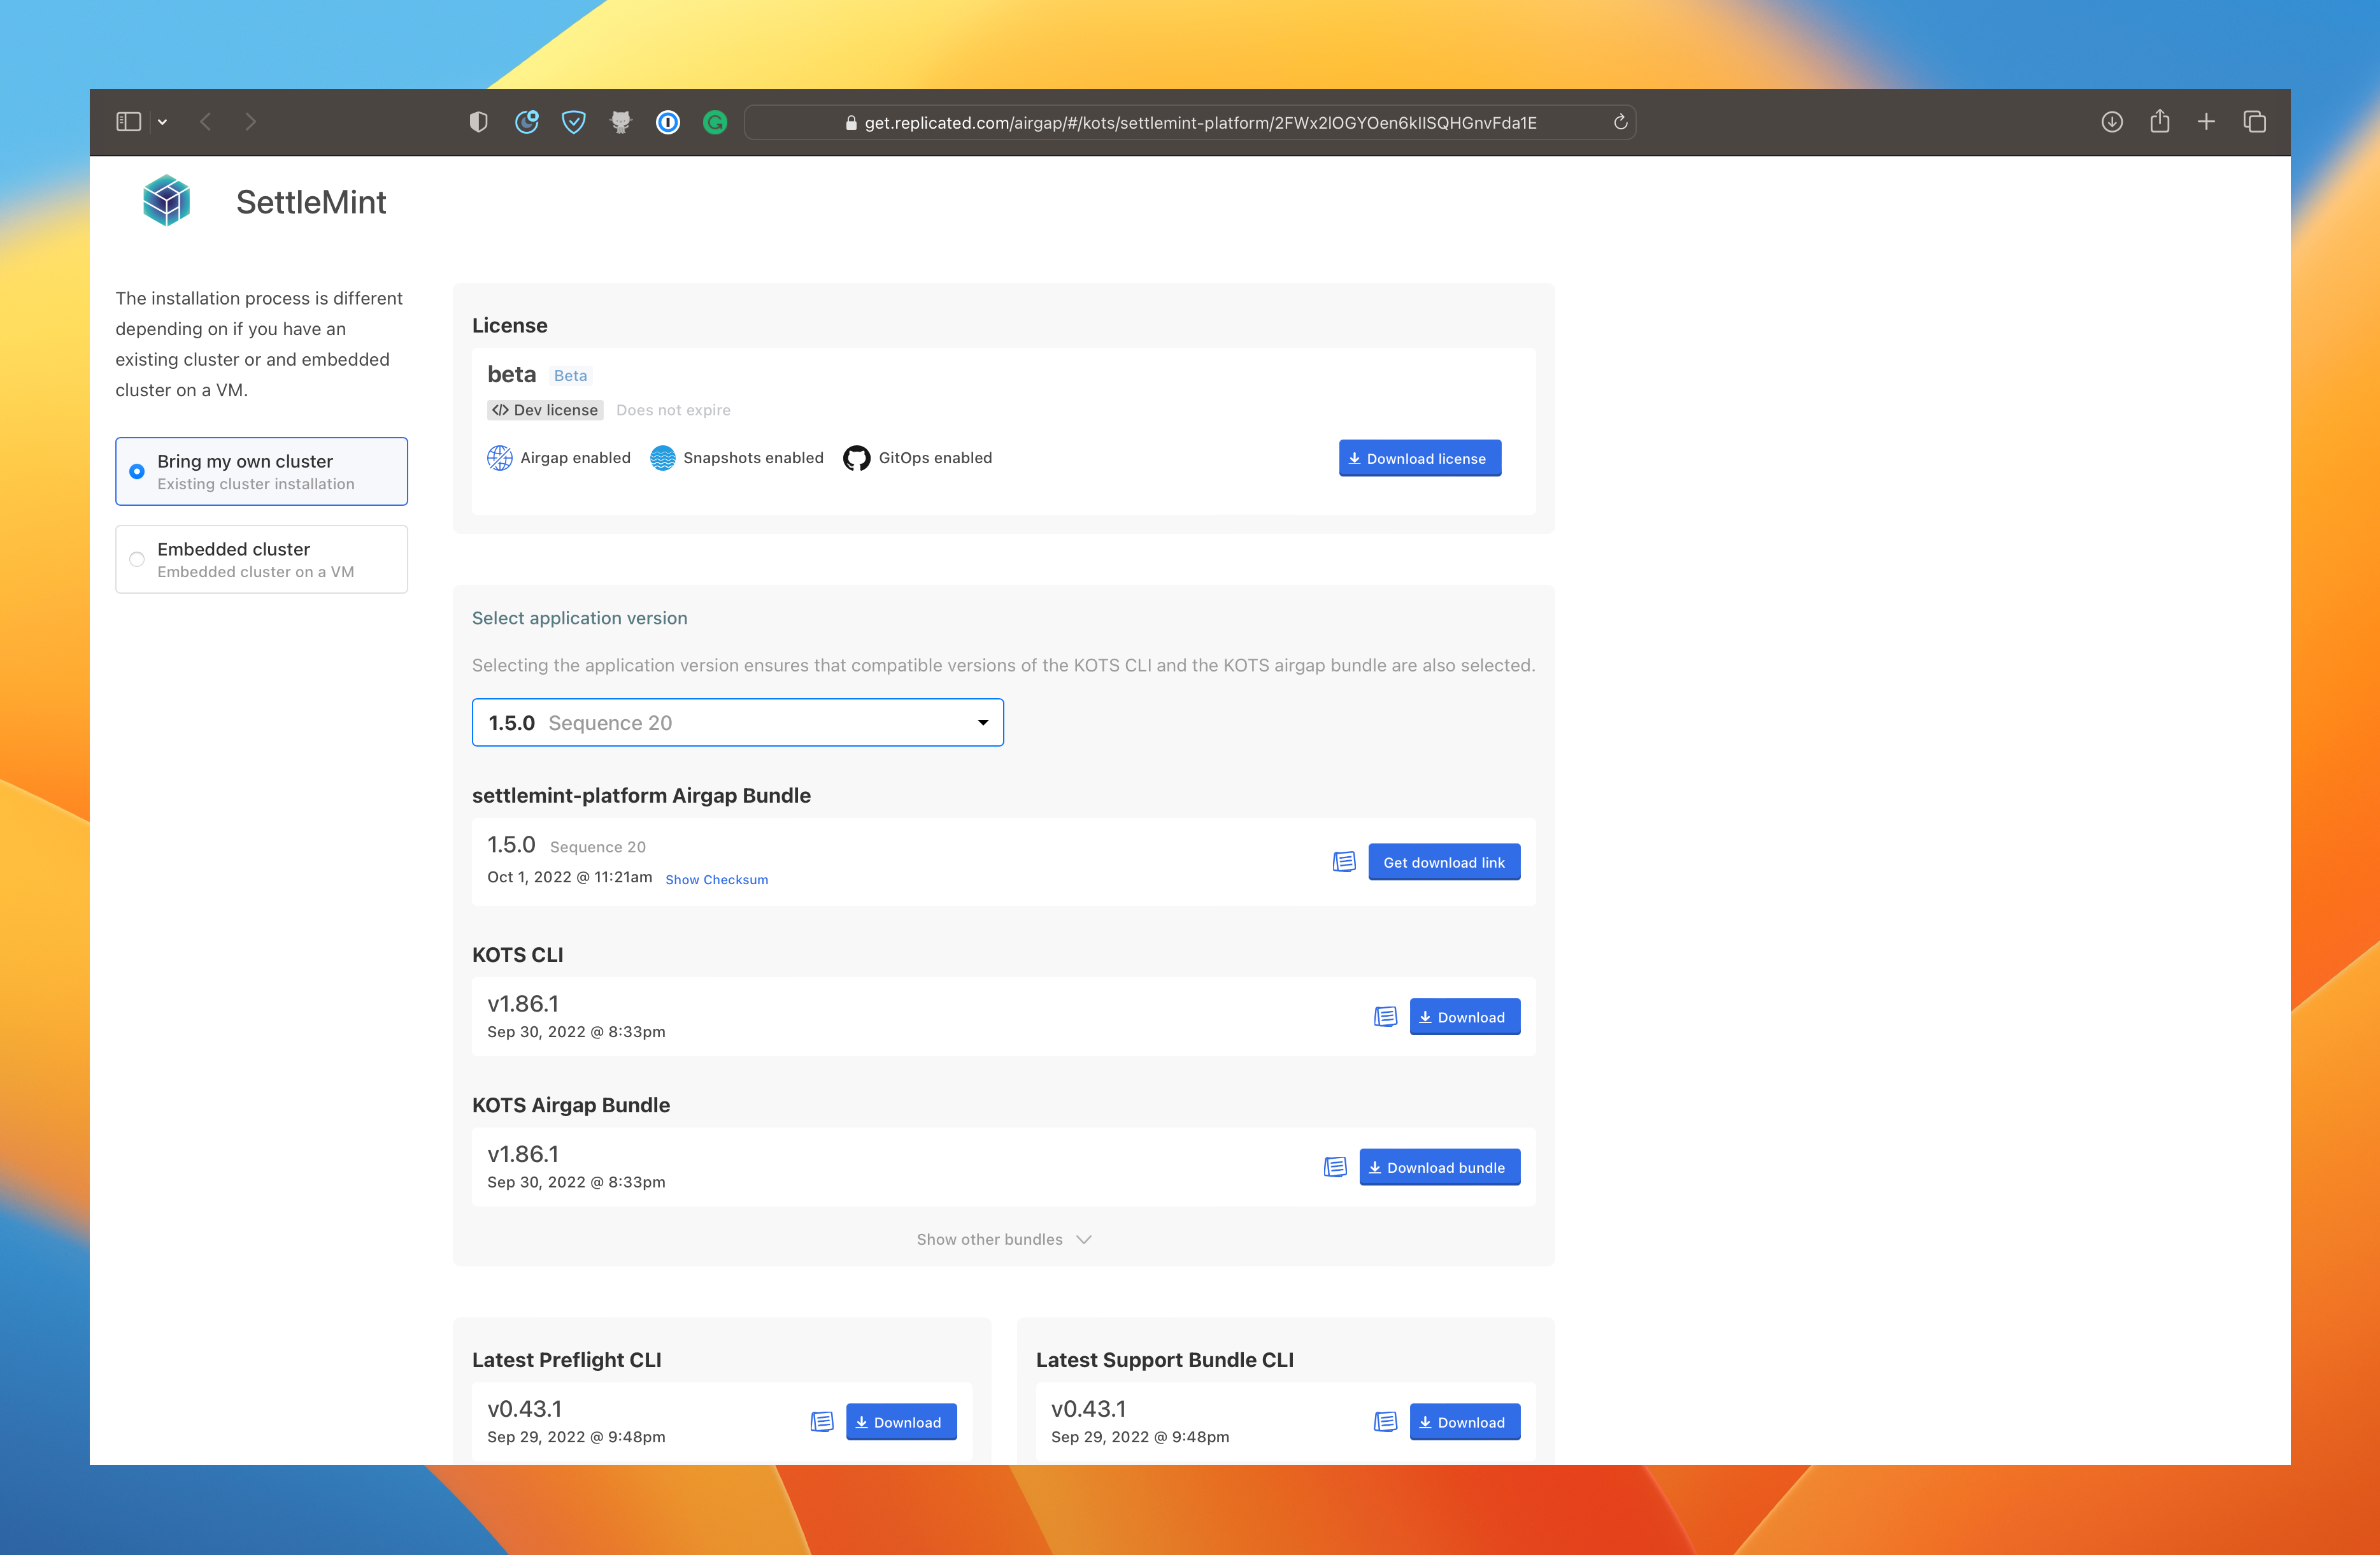 get.replicated.com/airgap/#/kots/settlemint-platform/2FWx2lOGYOen6kIlSQHGnvFda1E
SettleMint
The installation process is different
depending on if you have an
existing cluster or and embedded
cluster on a VM.
Bring my own cluster
Existing cluster installation
Embedded cluster
Embedded cluster on a VM
License
beta Beta
</> Dev license Does not expire
Airgap enabled Snapshots enabled GitOps enabled Download license
Select application version
Selecting the application version ensures that compatible versions of the KOTS CLI and the KOTS airgap bundle are also selected.
1.5.0 Sequence 20
settlemint-platform Airgap Bundle
1.5.0 Sequence 20
Oct 1, 2022 @ 11:21am Show Checksum
Get download link
KOTS CLI
v1.86.1
Sep 30, 2022 @ 8:33pm
Download
KOTS Airgap Bundle
v1.86.1
Sep 30, 2022 @ 8:33pm
Download bundle
Show other bundles
Latest Preflight CLI
v0.43.1
Sep 29, 2022 @ 9:48pm
Download
Latest Support Bundle CLI
v0.43.1
Sep 29, 2022 @ 9:48pm
Download